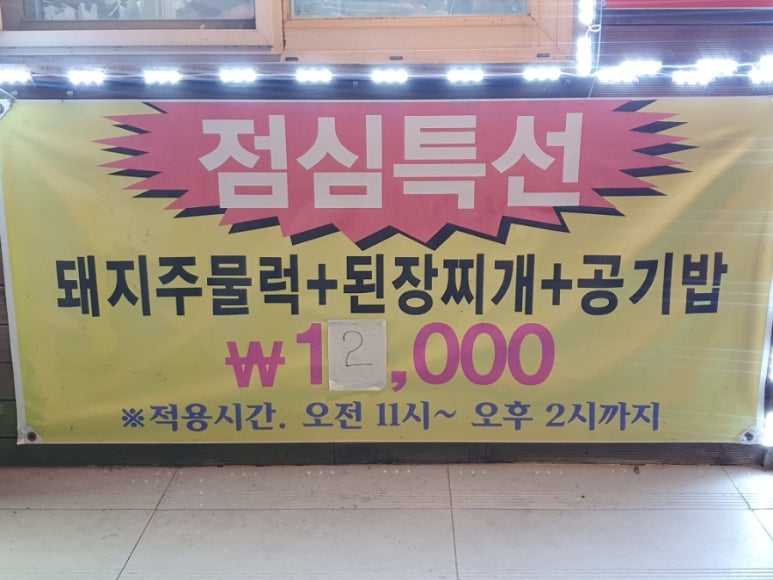 점심특선
돼지주물럭+된장찌개+공기밥
₩12,000
※적용시간. 오전 11시~ 오후 2시까지